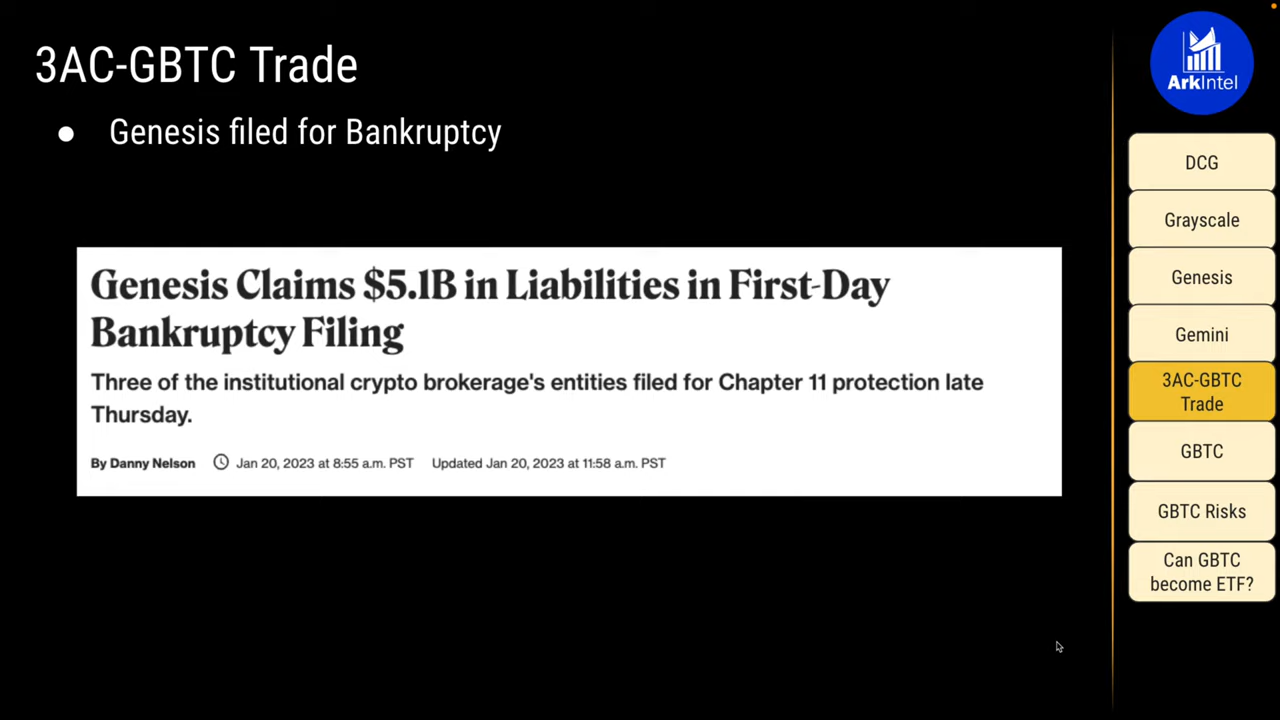 3AC-GBTC Trade
● Genesis filed for Bankruptcy
Genesis Claims $5.1B in Liabilities in First-Day
Bankruptcy Filing
Three of the institutional crypto brokerage's entities filed for Chapter 11 protection late
Thursday.
By Danny Nelson Jan 20, 2023 at 8:55 a.m. PST Updated Jan 20, 2023 at 11:58 a.m. PST
ArkIntel
DCG
Grayscale
Genesis
Gemini
3AC-GBTC
Trade
GBTC
GBTC Risks
Can GBTC
become ETF?